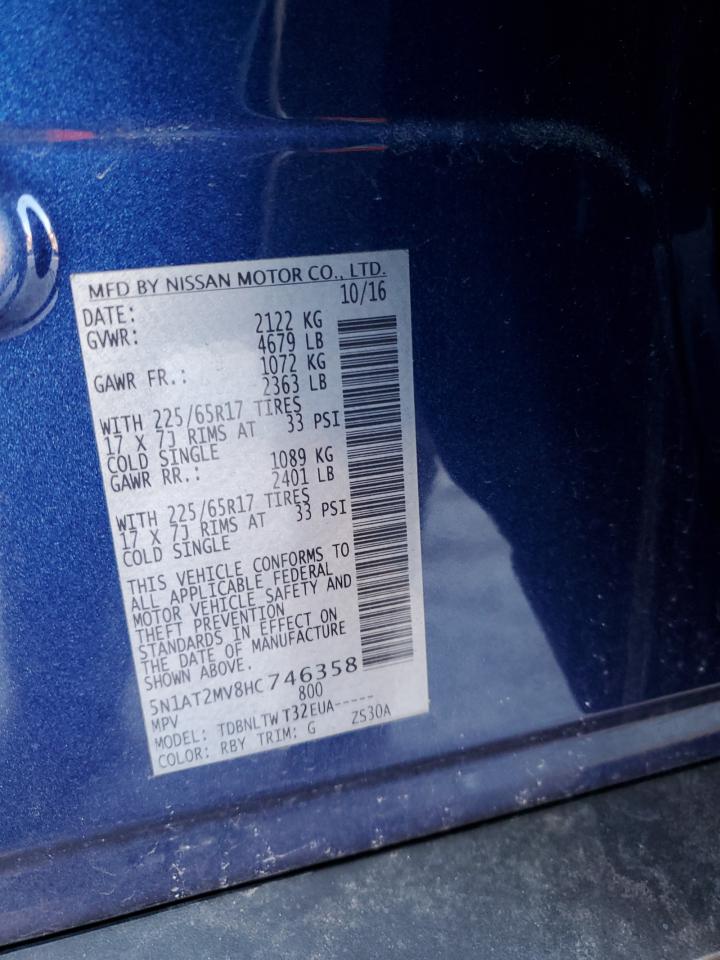 MFD BY NISSAN MOTOR CO., LTD.
DATE: 10/16
GVWR: 2122 KG
4679 LB
GAWR FR.: 1072 KG
2363 LB
WITH 225/65R17 TIRES
17 X 7J RIMS AT 33 PSI
COLD SINGLE
GAWR RR.: 1089 KG
2401 LB
WITH 225/65R17 TIRES
17 X 7J RIMS AT 33 PSI
COLD SINGLE
THIS VEHICLE CONFORMS TO
ALL APPLICABLE FEDERAL
MOTOR VEHICLE SAFETY AND
THEFT PREVENTION
STANDARDS IN EFFECT ON
THE DATE OF MANUFACTURE
SHOWN ABOVE.
5N1AT2MV8HC746358
MPV 800
MODEL: TDBNLTW T32EUA-----
COLOR: RBY TRIM: G ZS30A